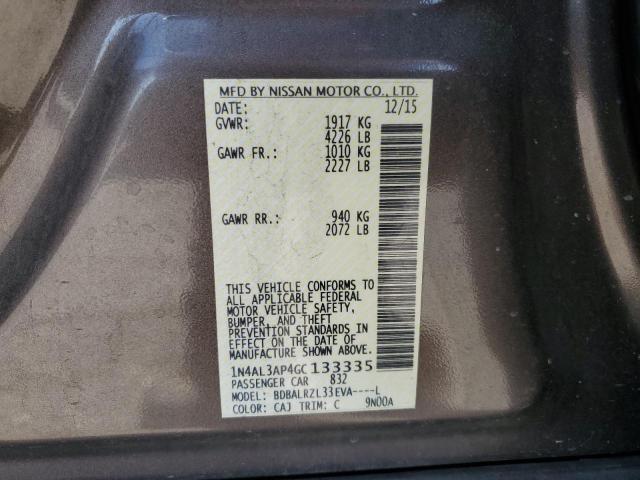 MFD BY NISSAN MOTOR CO., LTD.
DATE: 12/15
GVWR: 1917 KG
4226 LB
GAWR FR.: 1010 KG
2227 LB
GAWR RR.: 940 KG
2072 LB
THIS VEHICLE CONFORMS TO
ALL APPLICABLE FEDERAL
MOTOR VEHICLE SAFETY,
BUMPER, AND THEFT
PREVENTION STANDARDS IN
EFFECT ON THE DATE OF
MANUFACTURE SHOWN ABOVE.
1N4AL3AP4GC133335
PASSENGER CAR 832
MODEL: BDBALRZL33EVA----L
COLOR: CAJ TRIM: C 9N00A